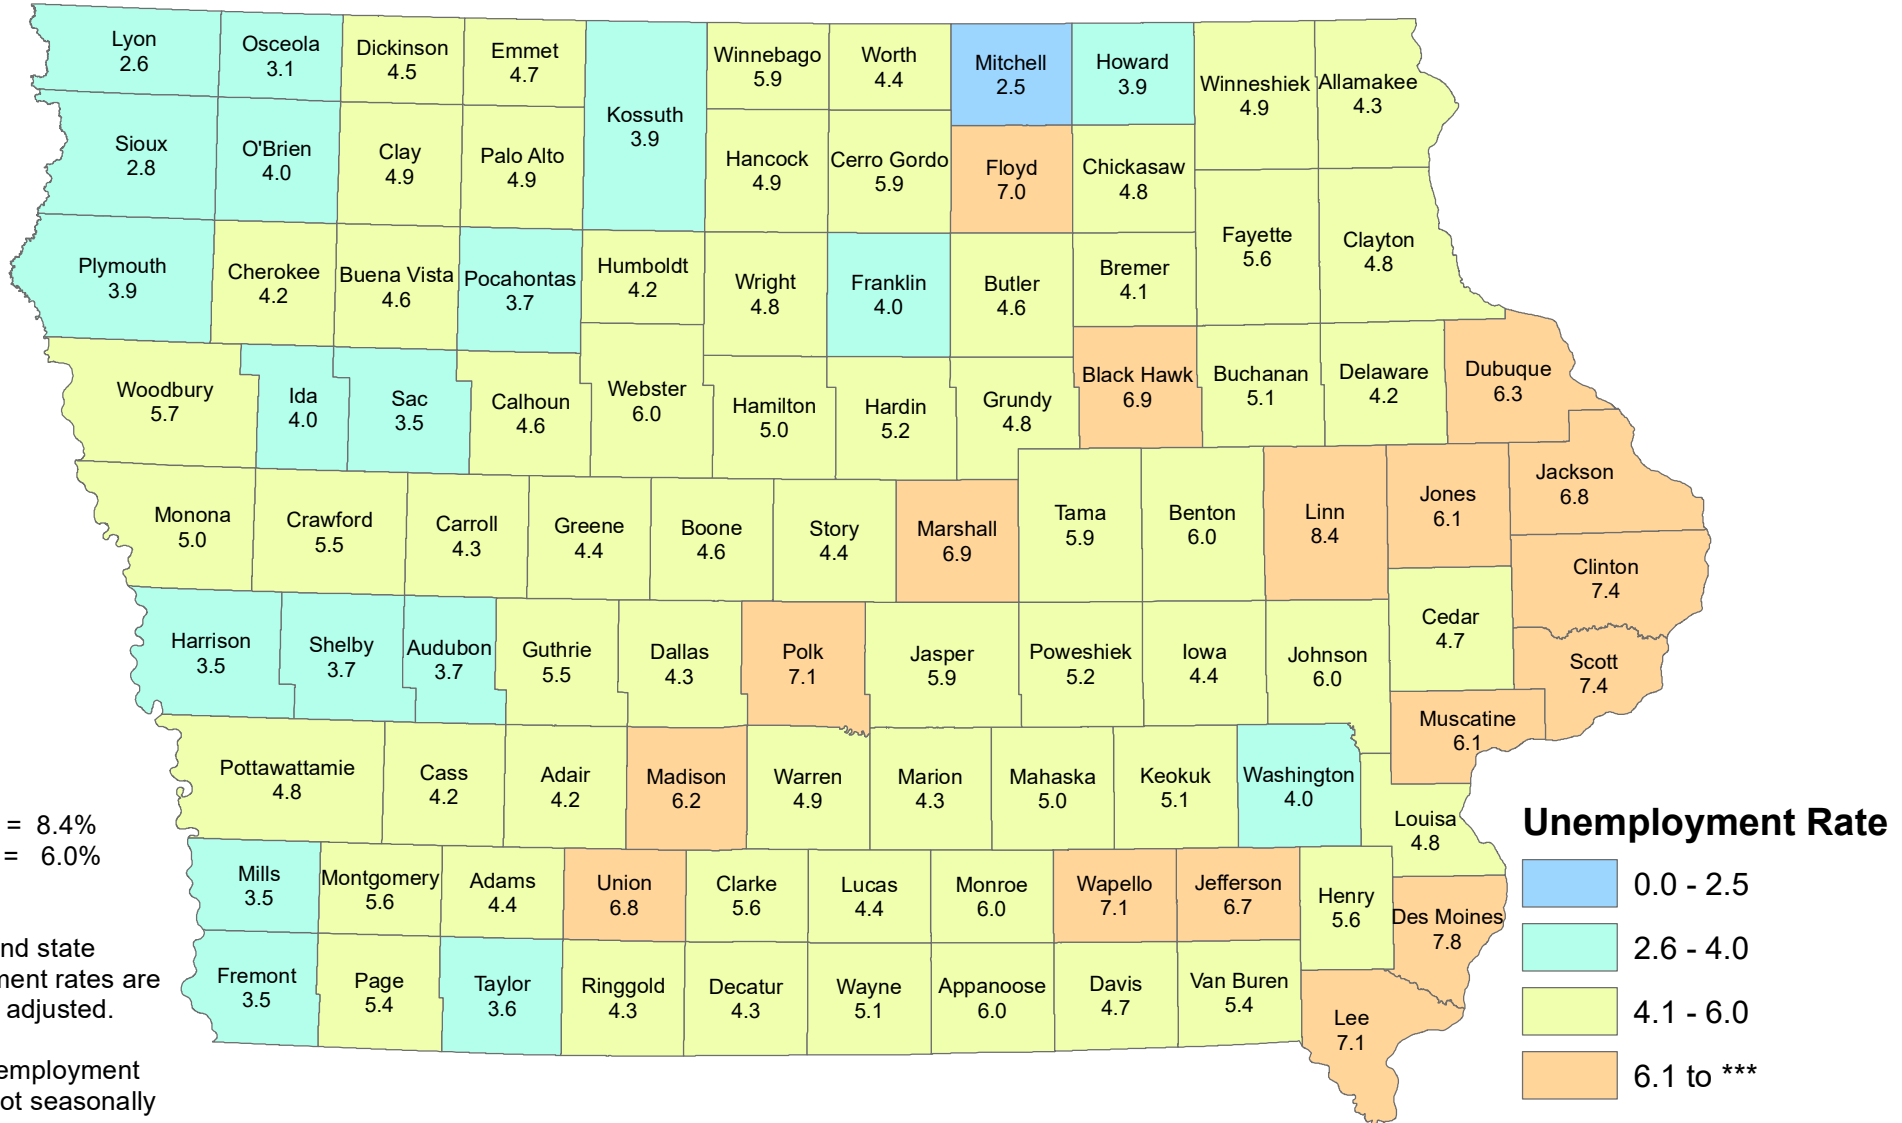 Lyon
2.6
Osceola
3.1
Dickinson
4.5
Emmet
4.7
Kossuth
3.9
Winnebago
5.9
Worth
4.4
Mitchell
2.5
Howard
3.9
Winneshiek
4.9
Allamakee
4.3
Sioux
2.8
O'Brien
4.0
Clay
4.9
Palo Alto
4.9
Hancock
4.9
Cerro Gordo
5.9
Floyd
7.0
Chickasaw
4.8
Fayette
5.6
Clayton
4.8
Plymouth
3.9
Cherokee
4.2
Buena Vista
4.6
Pocahontas
3.7
Humboldt
4.2
Wright
4.8
Franklin
4.0
Butler
4.6
Bremer
4.1
Woodbury
5.7
Ida
4.0
Sac
3.5
Calhoun
4.6
Webster
6.0
Hamilton
5.0
Hardin
5.2
Grundy
4.8
Black Hawk
6.9
Buchanan
5.1
Delaware
4.2
Dubuque
6.3
Monona
5.0
Crawford
5.5
Carroll
4.3
Greene
4.4
Boone
4.6
Story
4.4
Marshall
6.9
Tama
5.9
Benton
6.0
Linn
8.4
Jones
6.1
Jackson
6.8
Clinton
7.4
Harrison
3.5
Shelby
3.7
Audubon
3.7
Guthrie
5.5
Dallas
4.3
Polk
7.1
Jasper
5.9
Poweshiek
5.2
Iowa
4.4
Johnson
6.0
Cedar
4.7
Scott
7.4
Muscatine
6.1
Pottawattamie
4.8
Cass
4.2
Adair
4.2
Madison
6.2
Warren
4.9
Marion
4.3
Mahaska
5.0
Keokuk
5.1
Washington
4.0
Louisa
4.8
Mills
3.5
Montgomery
5.6
Adams
4.4
Union
6.8
Clarke
5.6
Lucas
4.4
Monroe
6.0
Wapello
7.1
Jefferson
6.7
Henry
5.6
Des Moines
7.8
Fremont
3.5
Page
5.4
Taylor
3.6
Ringgold
4.3
Decatur
4.3
Wayne
5.1
Appanoose
6.0
Davis
4.7
Van Buren
5.4
Lee
7.1
= 8.4%
= 6.0%
nd state
ment rates are
adjusted.
employment
ot seasonally
Unemployment Rate
0.0 - 2.5
2.6 - 4.0
4.1 - 6.0
6.1 to ***